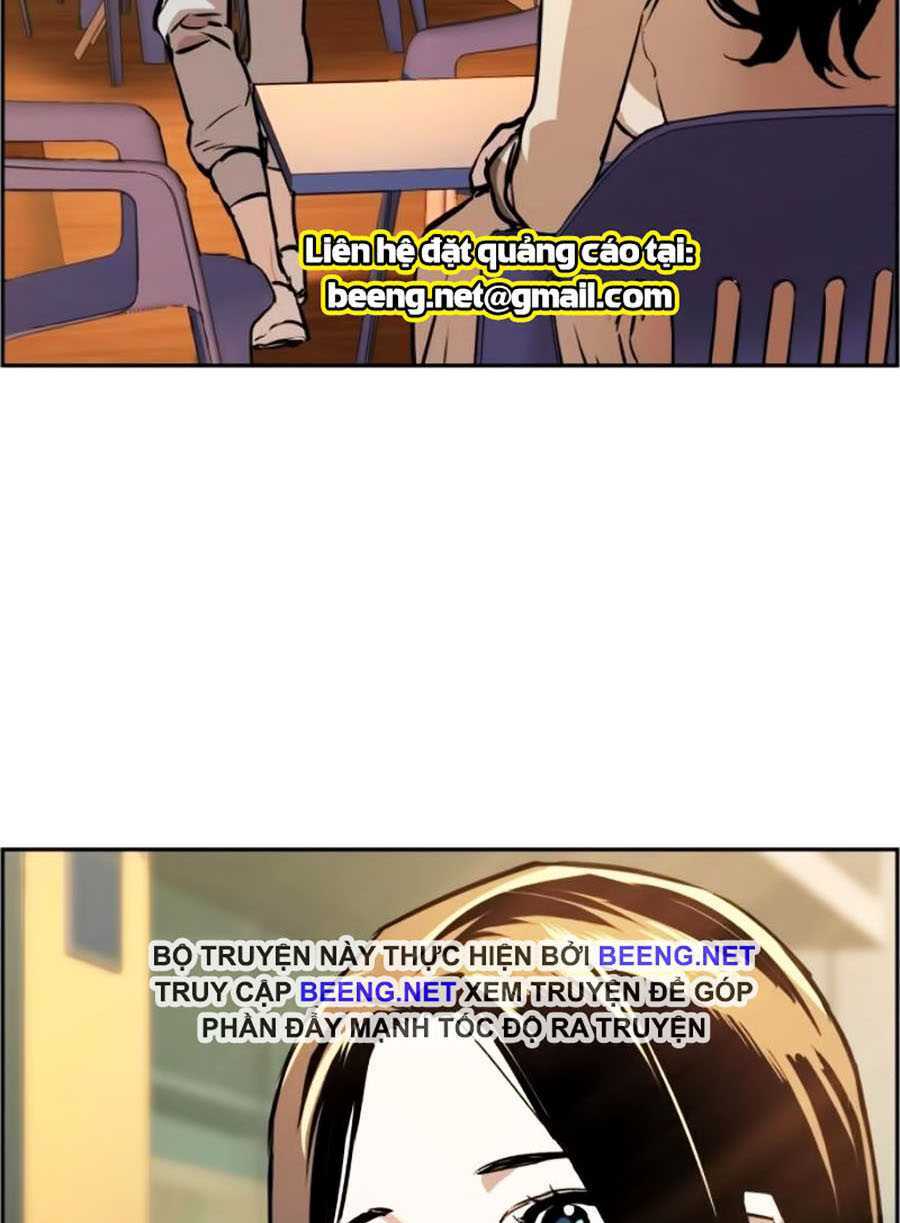 Liên hệ đặt quảng cáo tại:
beeng.net@gmail.com
BỘ TRUYỆN NÀY THỰC HIỆN BỞI BEENG.NET
TRUY CẬP BEENG.NET XEM TRUYỆN ĐỂ GÓP
PHẦN ĐẨY MẠNH TỐC ĐỘ RA TRUYỆN